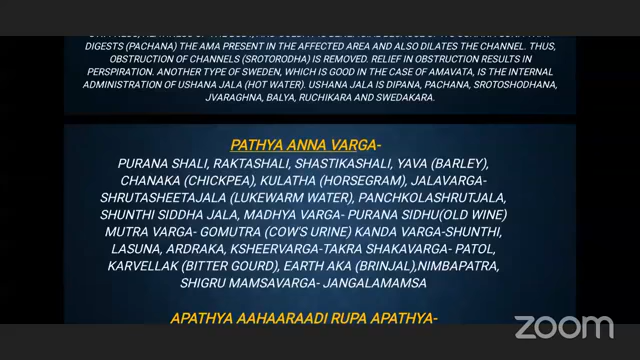 DIGESTS (PACHANA) THE AMA PRESENT IN THE AFFECTED AREA AND ALSO DILATES THE CHANNEL. THUS,
OBSTRUCTION OF CHANNELS (SROTORODHA) IS REMOVED. RELIEF IN OBSTRUCTION RESULTS IN
PERSPIRATION. ANOTHER TYPE OF SWEDEN, WHICH IS GOOD IN THE CASE OF AMAVATA, IS THE INTERNAL
ADMINISTRATION OF USHANA JALA (HOT WATER). USHANA JALA IS DIPANA, PACHANA, SROTOSHODHANA,
JVARAGHNA, BALYA, RUCHIKARA AND SWEDAKARA.
PATHYA ANNA VARGA-
PURANA SHALI, RAKTASHALI, SHASTIKASHALI, YAVA (BARLEY),
CHANAKA (CHICKPEA), KULATHA (HORSEGRAM), JALAVARGA-
SHRUTASHEETAJALA (LUKEWARM WATER), PANCHKOLASHRUTJALA,
SHUNTHI SIDDHA JALA, MADHYA VARGA- PURANA SIDHU(OLD WINE)
MUTRA VARGA- GOMUTRA (COW'S URINE) KANDA VARGA-SHUNTHI,
LASUNA, ARDRAKA, KSHEERVARGA-TAKRA SHAKAVARGA- PATOL,
KARVELLAK (BITTER GOURD), EARTH AKA (BRINJAL),NIMBAPATRA,
SHIGRU MAMSAVARGA- JANGALAMAMSA
APATHYA AAHAARAADI RUPA APATHYA-
zoom